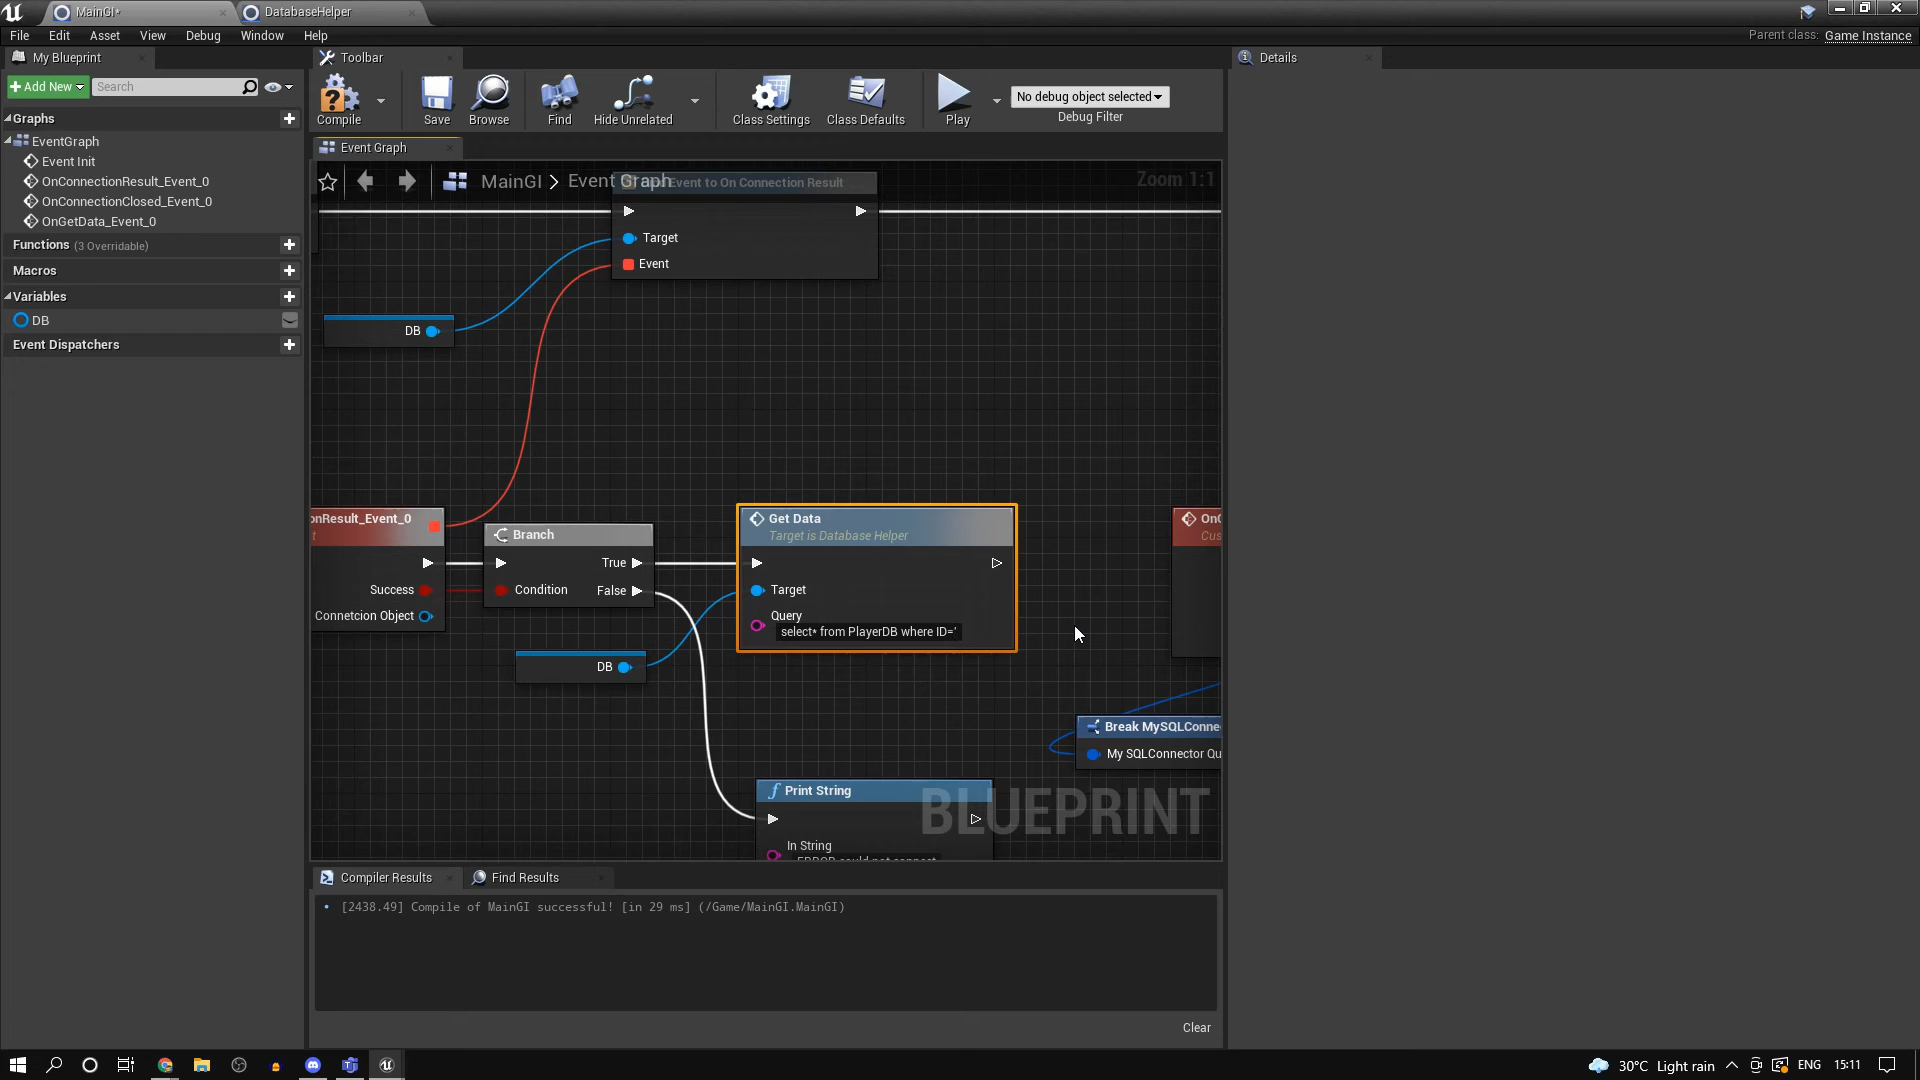 MainGI*
DatabaseHelper
File Edit Asset View Debug Window Help
Parent class: Game Instance
My Blueprint
Toolbar
Details
+ Add New
Search
Compile
Save
Browse
Find
Hide Unrelated
Class Settings
Class Defaults
Play
No debug object selected
Debug Filter
Graphs
EventGraph
Event Init
OnConnectionResult_Event_0
OnConnectionClosed_Event_0
OnGetData_Event_0
Functions (3 Overridable)
Macros
Variables
DB
Event Dispatchers
Event Graph
MainGI > Event Graph
Zoom 1:1
Event to On Connection Result
Target
Event
DB
onResult_Event_0
t
Success
Connetcion Object
Branch
True
Condition
False
DB
Get Data
Target is Database Helper
Target
Query
select* from PlayerDB where ID='
OnG
Cus
Break MySQLConne
My SQLConnector Qu
Print String
In String
ERROR could not connect
BLUEPRINT
Compiler Results
Find Results
• [2438.49] Compile of MainGI successful! [in 29 ms] (/Game/MainGI.MainGI)
Clear
30°C Light rain
ENG
15:11